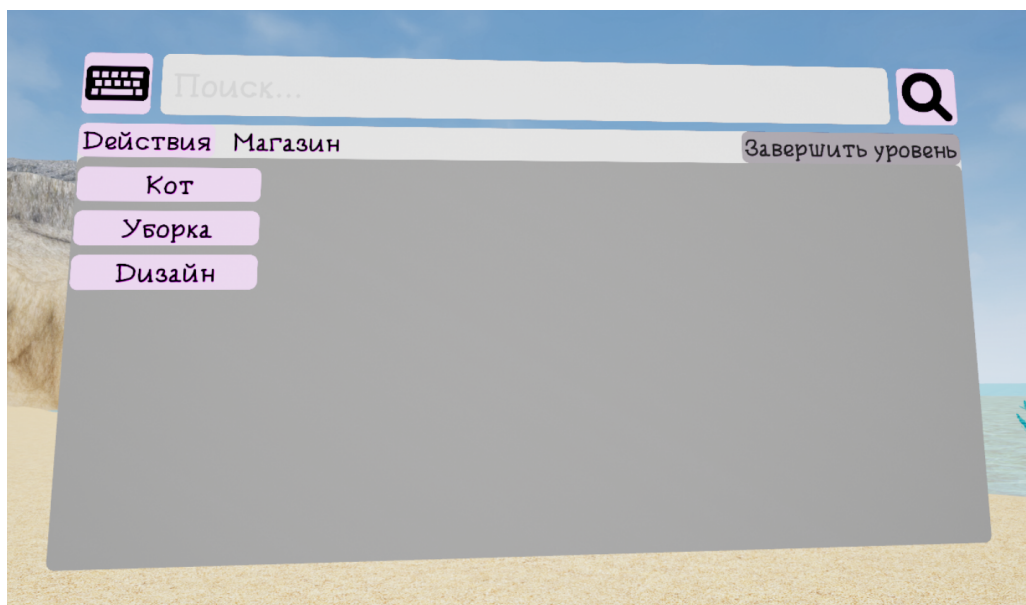 Поиск...
Действия Магазин Завершить уровень
Кот
Уборка
Дизайн